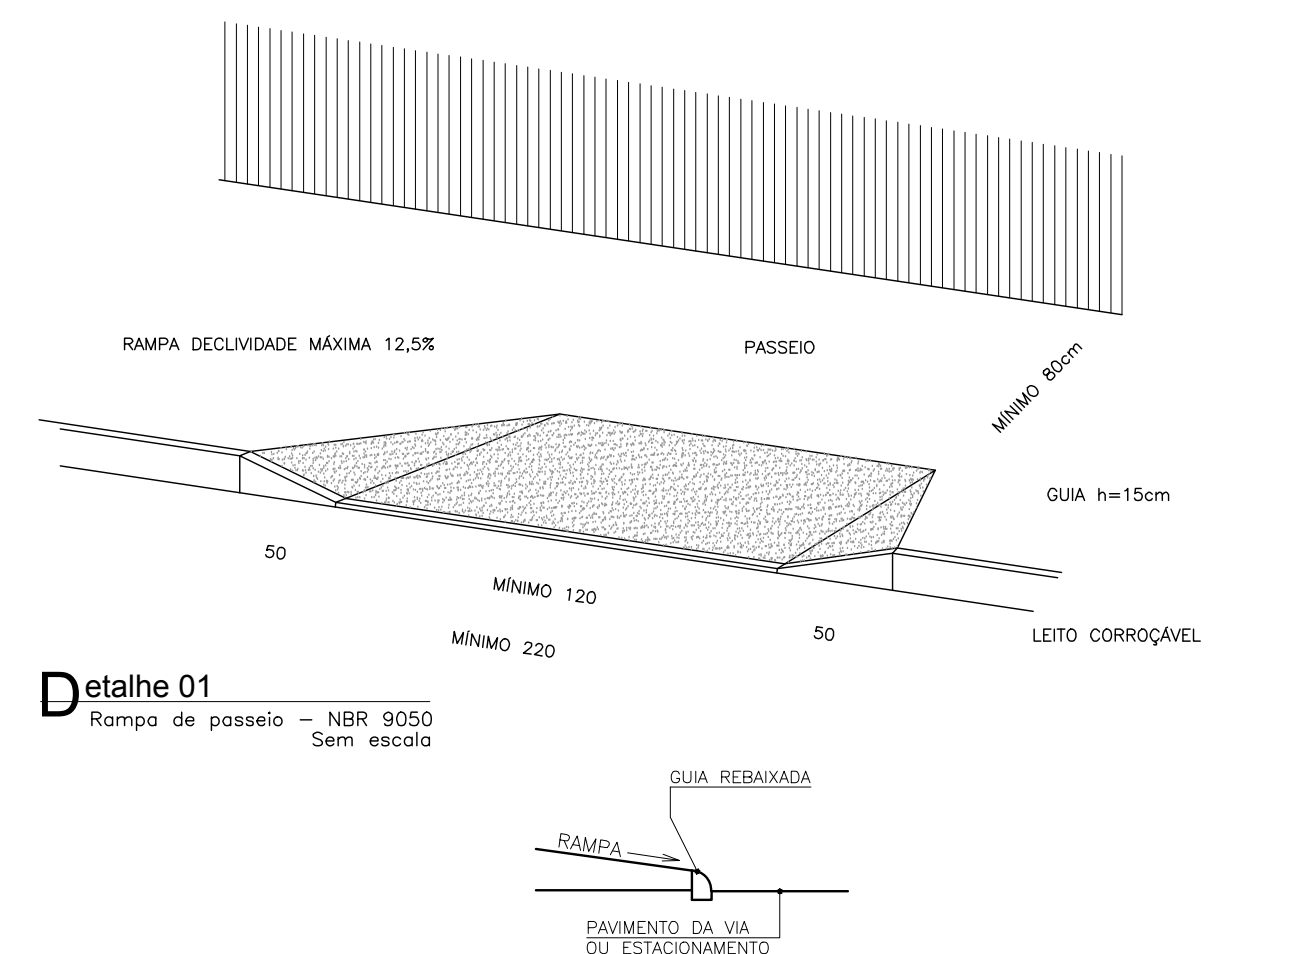 RAMPA DECLIVIDADE MÁXIMA 12,5%
PASSEIO
MÍNIMO 80cm
GUIA h=15cm
50
MÍNIMO 120
50
MÍNIMO 220
LEITO CORROÇÁVEL
Detalhe 01
Rampa de passeio - NBR 9050
Sem escala
GUIA REBAIXADA
RAMPA
PAVIMENTO DA VIA
OU ESTACIONAMENTO